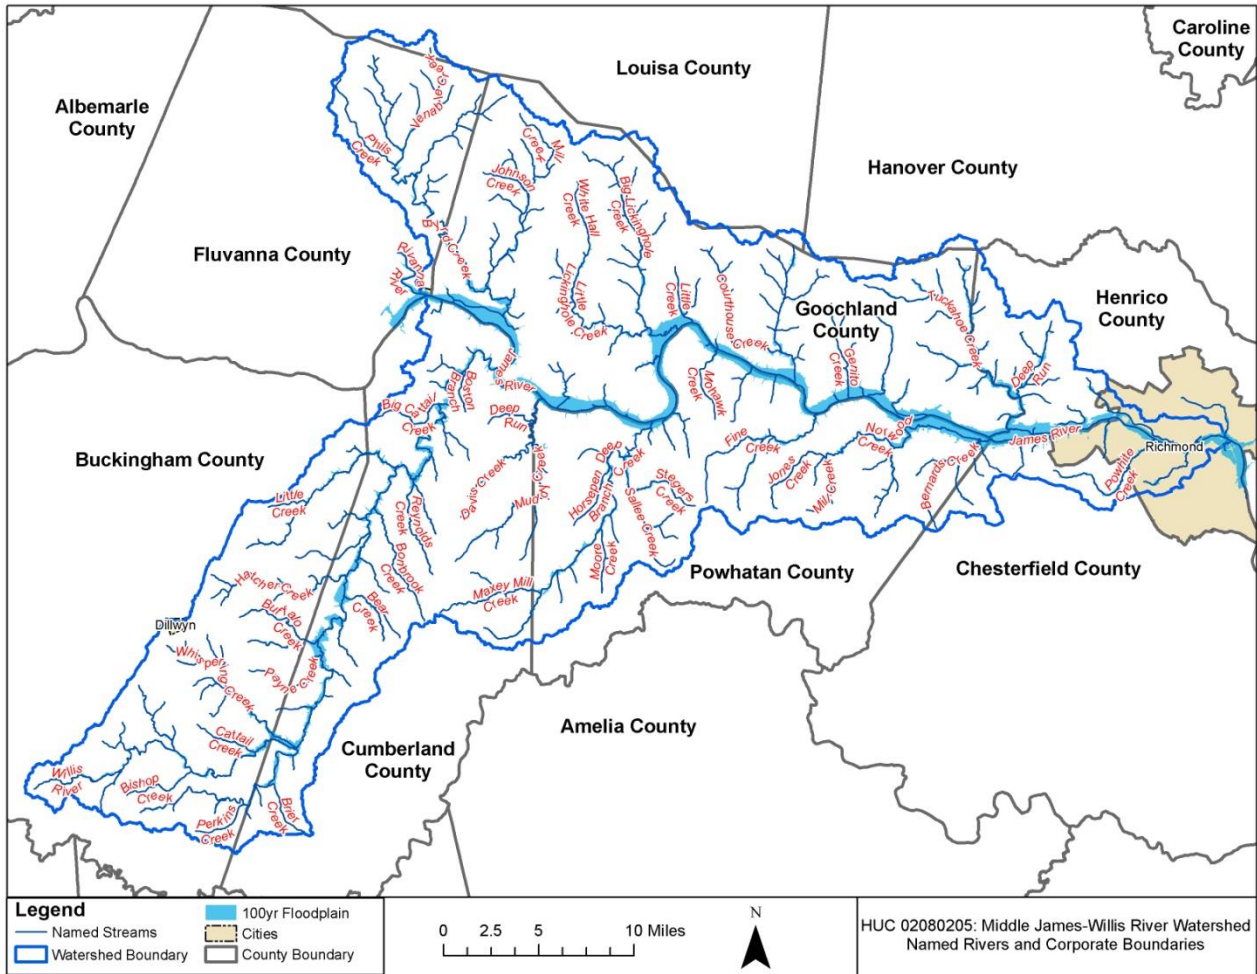 Caroline
County
Louisa County
Albemarle
County
Hanover County
Venable Creek
Phils
Creek
Mill
Creek
Johnson
Creek
White Hall
Creek
Big Lickinghole
Creek
Byrd Creek
Fluvanna County
Rivanna
River
Little
Lickinghole Creek
Little
Creek
Courthouse Creek
Goochland
County
Tuckahoe Creek
Henrico
County
Genito
Creek
Deep
Run
James River
Mohawk
Creek
Boston
Branch
Big Cattail
Creek
Deep
Run
Buckingham County
Fine
Creek
Norwood
Creek
James River
Richmond
Powhite
Creek
Bernards Creek
Jones
Creek
Mill Creek
Deep
Creek
Horsepen
Branch
Stegers
Creek
Sallee Creek
Davis Creek
Muddy Creek
Little
Creek
Reynolds
Creek
Bonbrook
Creek
Moore
Creek
Powhatan County
Chesterfield County
Maxey Mill
Creek
Hatcher Creek
Bear
Creek
Buffalo
Creek
Dillwyn
Whispering Creek
Payne Creek
Cattail
Creek
Amelia County
Cumberland
County
Willis
River
Bishop
Creek
Perkins
Creek
Brier
Creek
Legend
Named Streams
Watershed Boundary
100yr Floodplain
Cities
County Boundary
0 2.5 5 10 Miles
N
HUC 02080205: Middle James-Willis River Watershed
Named Rivers and Corporate Boundaries